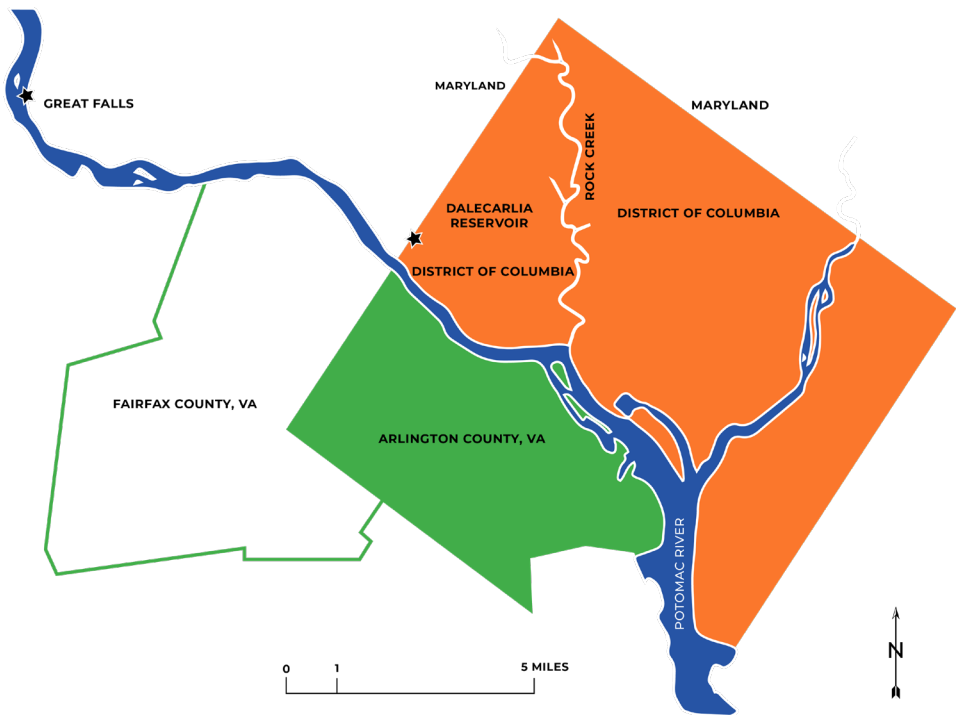 GREAT FALLS
MARYLAND
MARYLAND
ROCK CREEK
DALECARLIA
RESERVOIR
DISTRICT OF COLUMBIA
DISTRICT OF COLUMBIA
FAIRFAX COUNTY, VA
ARLINGTON COUNTY, VA
POTOMAC RIVER
N
0 1 5 MILES